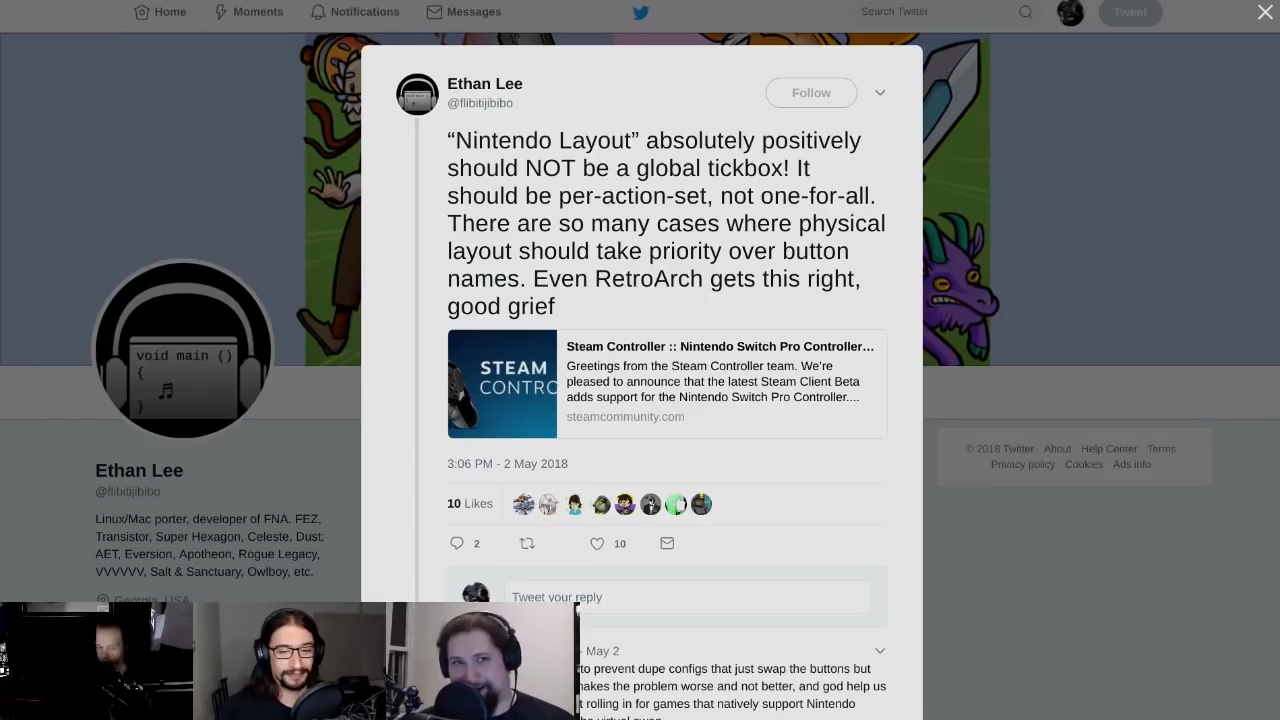 Home
Moments
Notifications
Messages
Search Twitter
Tweet
Ethan Lee
@flibitijibibo
Follow
“Nintendo Layout” absolutely positively
should NOT be a global tickbox! It
should be per-action-set, not one-for-all.
There are so many cases where physical
layout should take priority over button
names. Even RetroArch gets this right,
good grief
STEAM
CONTRO
Steam Controller :: Nintendo Switch Pro Controller…
Greetings from the Steam Controller team. We’re
pleased to announce that the latest Steam Client Beta
adds support for the Nintendo Switch Pro Controller....
steamcommunity.com
3:06 PM - 2 May 2018
10 Likes
2
10
Tweet your reply
- May 2
to prevent dupe configs that just swap the buttons but
makes the problem worse and not better, and god help us
rolling in for games that natively support Nintendo
void main ()
{
}
Ethan Lee
@flibitijibibo
Linux/Mac porter, developer of FNA. FEZ,
Transistor, Super Hexagon, Celeste, Dust:
AET, Eversion, Apotheon, Rogue Legacy,
VVVVVV, Salt & Sanctuary, Owlboy, etc.
Georgia, USA
© 2018 Twitter About Help Center Terms
Privacy policy Cookies Ads info